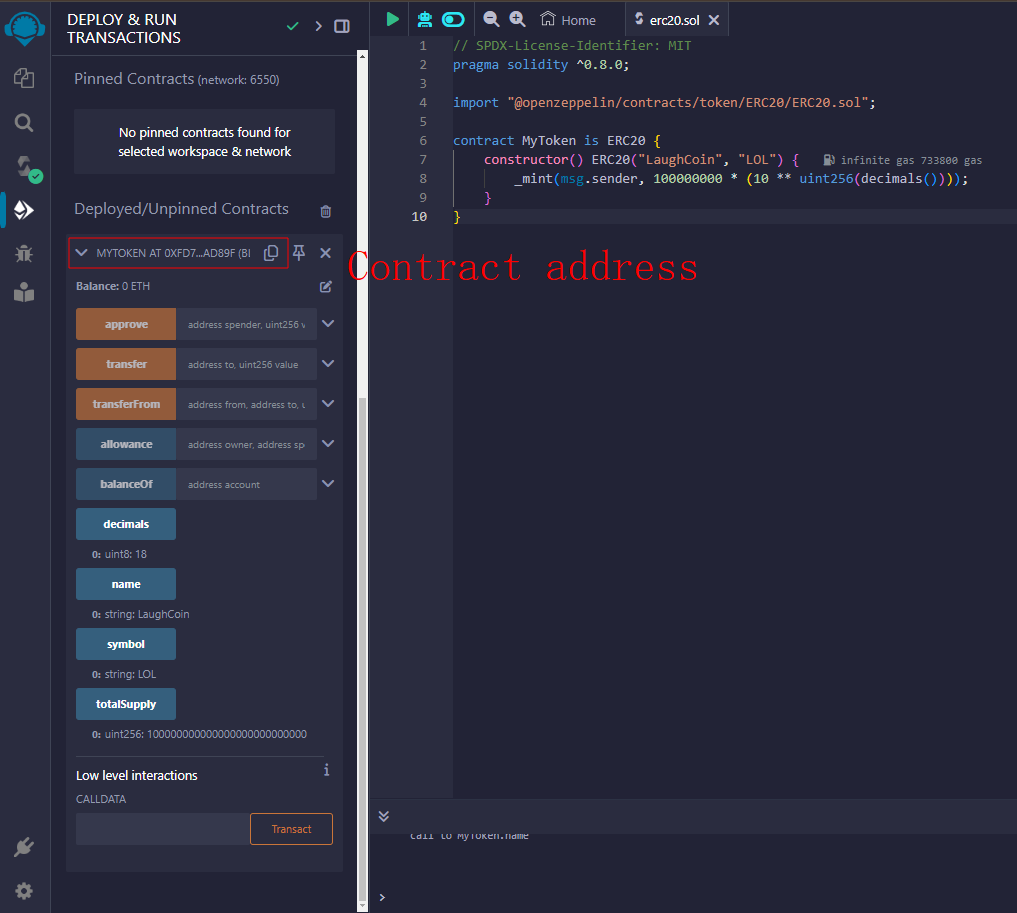 DEPLOY & RUN
TRANSACTIONS
Pinned Contracts (network: 6550)
No pinned contracts found for
selected workspace & network
Deployed/Unpinned Contracts
MYTOKEN AT 0XFD7...AD89F (BI
Balance: 0 ETH
approve address spender, uint256 v
transfer address to, uint256 value
transferFrom address from, address to, u
allowance address owner, address spe
balanceOf address account
decimals
0: uint8: 18
name
0: string: LaughCoin
symbol
0: string: LOL
totalSupply
0: uint256: 100000000000000000000000000
Low level interactions
i
CALLDATA
Transact
Home
erc20.sol
1 // SPDX-License-Identifier: MIT
2 pragma solidity ^0.8.0;
3
4 import "@openzeppelin/contracts/token/ERC20/ERC20.sol";
5
6 contract MyToken is ERC20 {
7 constructor() ERC20("LaughCoin", "LOL") { infinite gas 733800 gas
8 _mint(msg.sender, 100000000 * (10 ** uint256(decimals())));
9 }
10 }
Contract address
call to MyToken.name
>